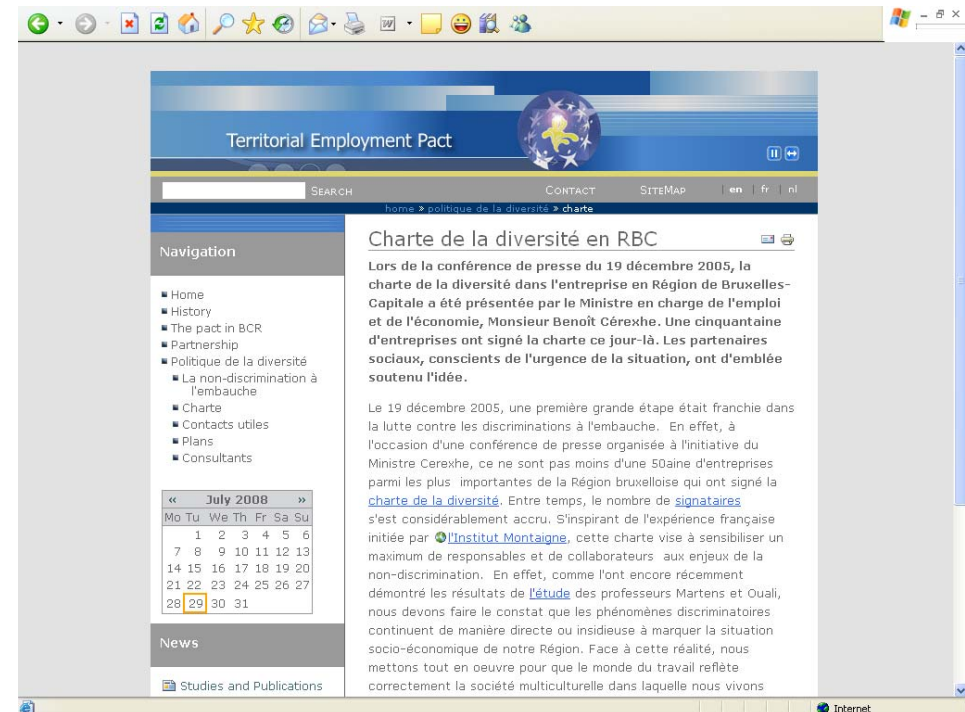 Territorial Employment Pact
SEARCH
CONTACT
SITEMAP
| en | fr | nl
home » politique de la diversité » charte
Navigation
Home
History
The pact in BCR
Partnership
Politique de la diversité
La non-discrimination à
l'embauche
Charte
Contacts utiles
Plans
Consultants
« July 2008 »
Mo Tu We Th Fr Sa Su
1 2 3 4 5 6
7 8 9 10 11 12 13
14 15 16 17 18 19 20
21 22 23 24 25 26 27
28 29 30 31
News
Studies and Publications
Charte de la diversité en RBC
Lors de la conférence de presse du 19 décembre 2005, la
charte de la diversité dans l'entreprise en Région de Bruxelles-
Capitale a été présentée par le Ministre en charge de l'emploi
et de l'économie, Monsieur Benoît Cérexhe. Une cinquantaine
d'entreprises ont signé la charte ce jour-là. Les partenaires
sociaux, conscients de l'urgence de la situation, ont d'emblée
soutenu l'idée.
Le 19 décembre 2005, une première grande étape était franchie dans
la lutte contre les discriminations à l'embauche. En effet, à
l'occasion d'une conférence de presse organisée à l'initiative du
Ministre Cerexhe, ce ne sont pas moins d'une 50aine d'entreprises
parmi les plus importantes de la Région bruxelloise qui ont signé la
charte de la diversité. Entre temps, le nombre de signataires
s'est considérablement accru. S'inspirant de l'expérience française
initiée par l'Institut Montaigne, cette charte vise à sensibiliser un
maximum de responsables et de collaborateurs aux enjeux de la
non-discrimination. En effet, comme l'ont encore récemment
démontré les résultats de l'étude des professeurs Martens et Ouali,
nous devons faire le constat que les phénomènes discriminatoires
continuent de manière directe ou insidieuse à marquer la situation
socio-économique de notre Région. Face à cette réalité, nous
mettons tout en oeuvre pour que le monde du travail reflète
correctement la société multiculturelle dans laquelle nous vivons
Internet